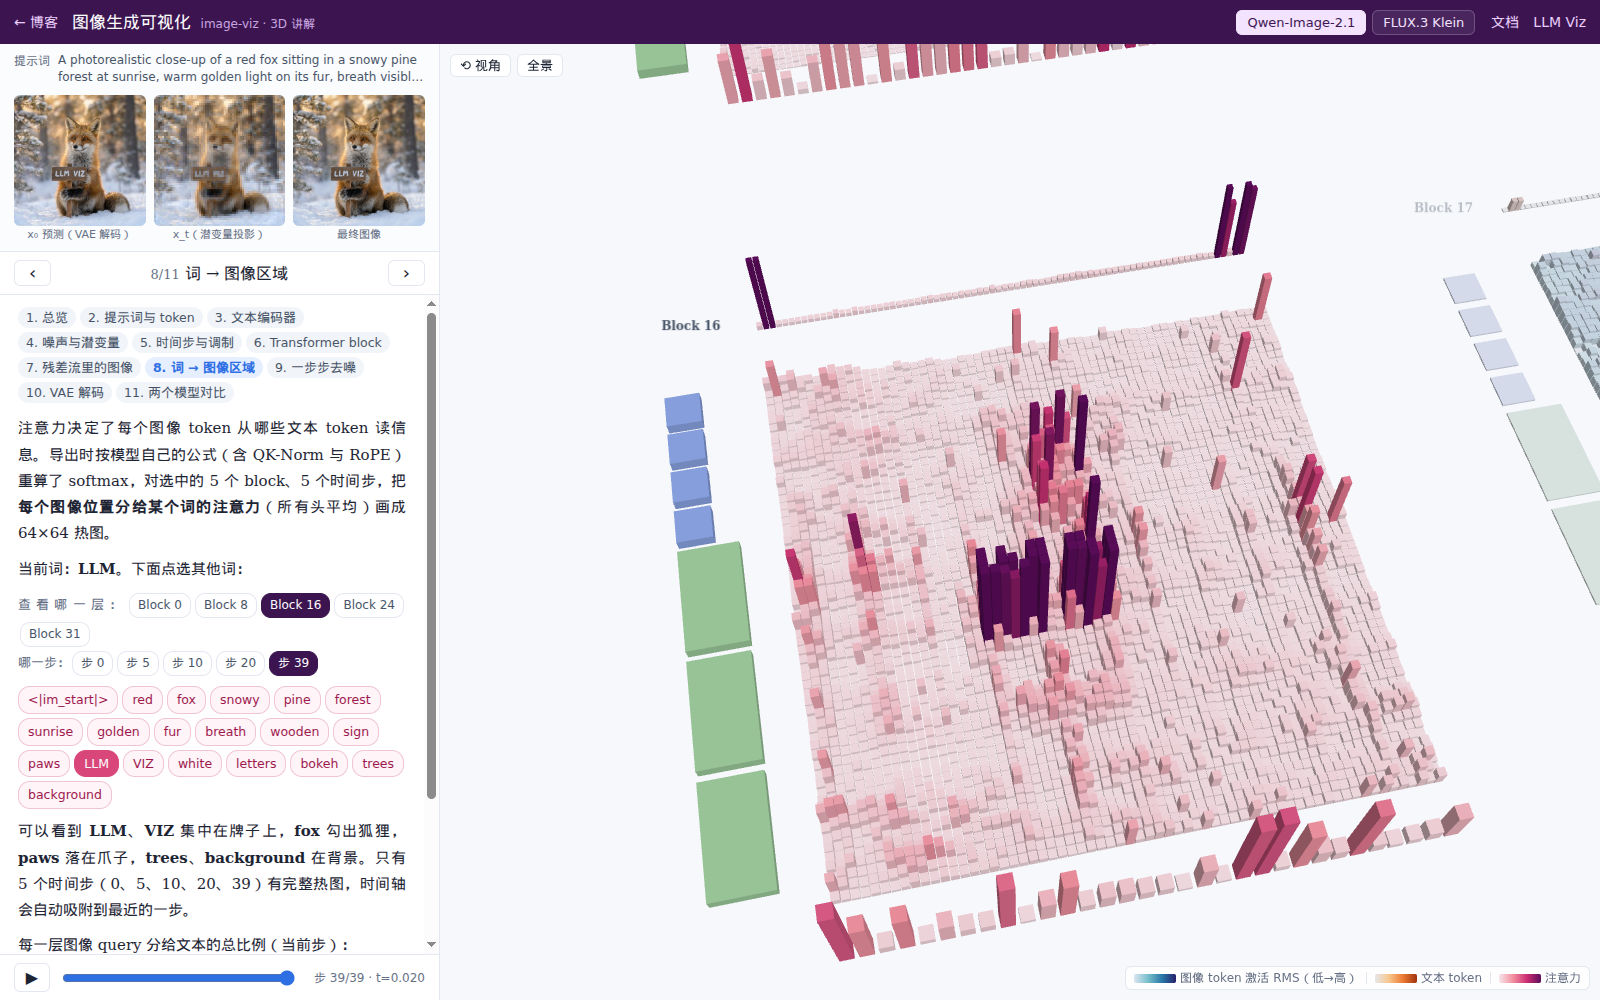 ← 博客 图像生成可视化 image-viz · 3D 讲解 Qwen-Image-2.1 FLUX.3 Klein 文档 LLM Viz
提示词 A photorealistic close-up of a red fox sitting in a snowy pine
forest at sunrise, warm golden light on its fur, breath visibl…
LLM VIZ LLM VIZ LLM VIZ
x₀ 预测（VAE 解码） x_t（潜变量投影） 最终图像
‹ 8/11 词 → 图像区域 ›
1. 总览 2. 提示词与 token 3. 文本编码器
4. 噪声与潜变量 5. 时间步与调制 6. Transformer block
7. 残差流里的图像 8. 词 → 图像区域 9. 一步步去噪
10. VAE 解码 11. 两个模型对比
注意力决定了每个图像 token 从哪些文本 token 读信
息。导出时按模型自己的公式（含 QK-Norm 与 RoPE）
重算了 softmax，对选中的 5 个 block、5 个时间步，把
每个图像位置分给某个词的注意力（所有头平均）画成
64×64 热图。
当前词：LLM。下面点选其他词：
查看哪一层： Block 0 Block 8 Block 16 Block 24
Block 31
哪一步： 步 0 步 5 步 10 步 20 步 39
<|im_start|> red fox snowy pine forest
sunrise golden fur breath wooden sign
paws LLM VIZ white letters bokeh trees
background
可以看到 LLM、VIZ 集中在牌子上，fox 勾出狐狸，
paws 落在爪子，trees、background 在背景。只有
5 个时间步（0、5、10、20、39）有完整热图，时间轴
会自动吸附到最近的一步。
每一层图像 query 分给文本的总比例（当前步）：
▶ 步 39/39 · t=0.020
⟲ 视角 全景
Block 17
Block 16
图像 token 激活 RMS（低→高） 文本 token 注意力